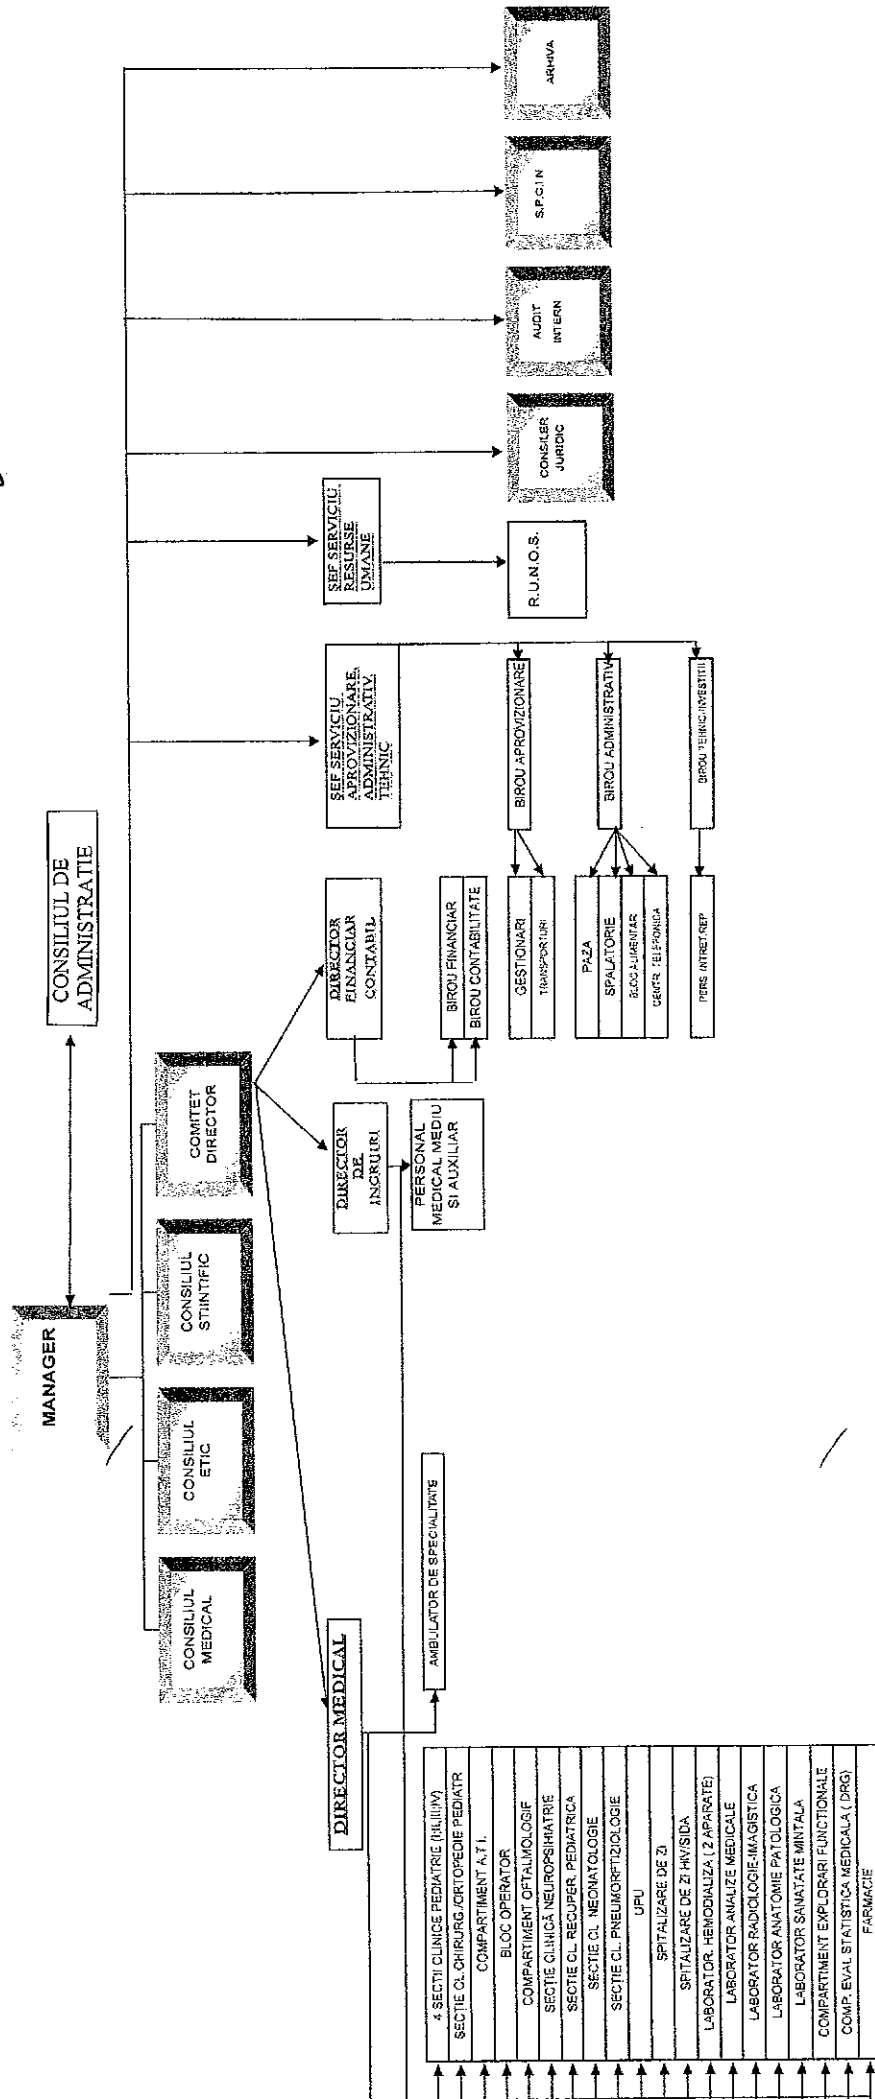 CONSILIUL DE
ADMINISTRATIE
MANAGER
CONSILIUL
MEDICAL
CONSILIUL
ETIC
CONSILIUL
STIINTIFIC
COMITET
DIRECTOR
DIRECTOR MEDICAL
DIRECTOR
DE
INGRIJIRI
DIRECTOR
FINANCIAR
CONTABIL
SEF SERVICIU
APROVIZIONARE,
ADMINISTRATIV,
TEHNIC
SEF SERVICIU
RESURSE
UMANE
AMBULATOR DE SPECIALITATE
PERSONAL
MEDICAL MEDIU
SI AUXILIAR
BIROU FINANCIAR
BIROU CONTABILITATE
R.U.N.O.S.
CONSILER
JURIDIC
AUDIT
INTERN
S.P.C.I.N
ARHIVA
BIROU APROVIZIONARE
GESTIONARI
TRANSPORTURI
BIROU ADMINISTRATIV
PAZA
SPALATORIE
BLOC ALIMENTAR
CENTR. TELEFONICA
BIROU TEHNIC-INVESTITII
PERS INTRET.REP
4 SECTII CLINICE PEDIATRIE (I,II,III,IV)
SECTIE CL. CHIRURG./ORTOPEDIE PEDIATR
COMPARTIMENT A.T.I.
BLOC OPERATOR
COMPARTIMENT OFTALMOLOGIE
SECTIE CLINICĂ NEUROPSIHIATRIE
SECTIE CL. RECUPER. PEDIATRICA
SECTIE CL. NEONATOLOGIE
SECTIE CL. PNEUMOFTIZIOLOGIE
UPU
SPITALIZARE DE ZI
SPITALIZARE DE ZI HIV/SIDA
LABORATOR. HEMODIALIZA ( 2 APARATE)
LABORATOR ANALIZE MEDICALE
LABORATOR RADIOLOGIE-IMAGISTICA
LABORATOR ANATOMIE PATOLOGICA
LABORATOR SANATATE MINTALA
COMPARTIMENT EXPLORARI FUNCTIONALE
COMP. EVAL STATISTICA MEDICALA ( DRG)
FARMACIE